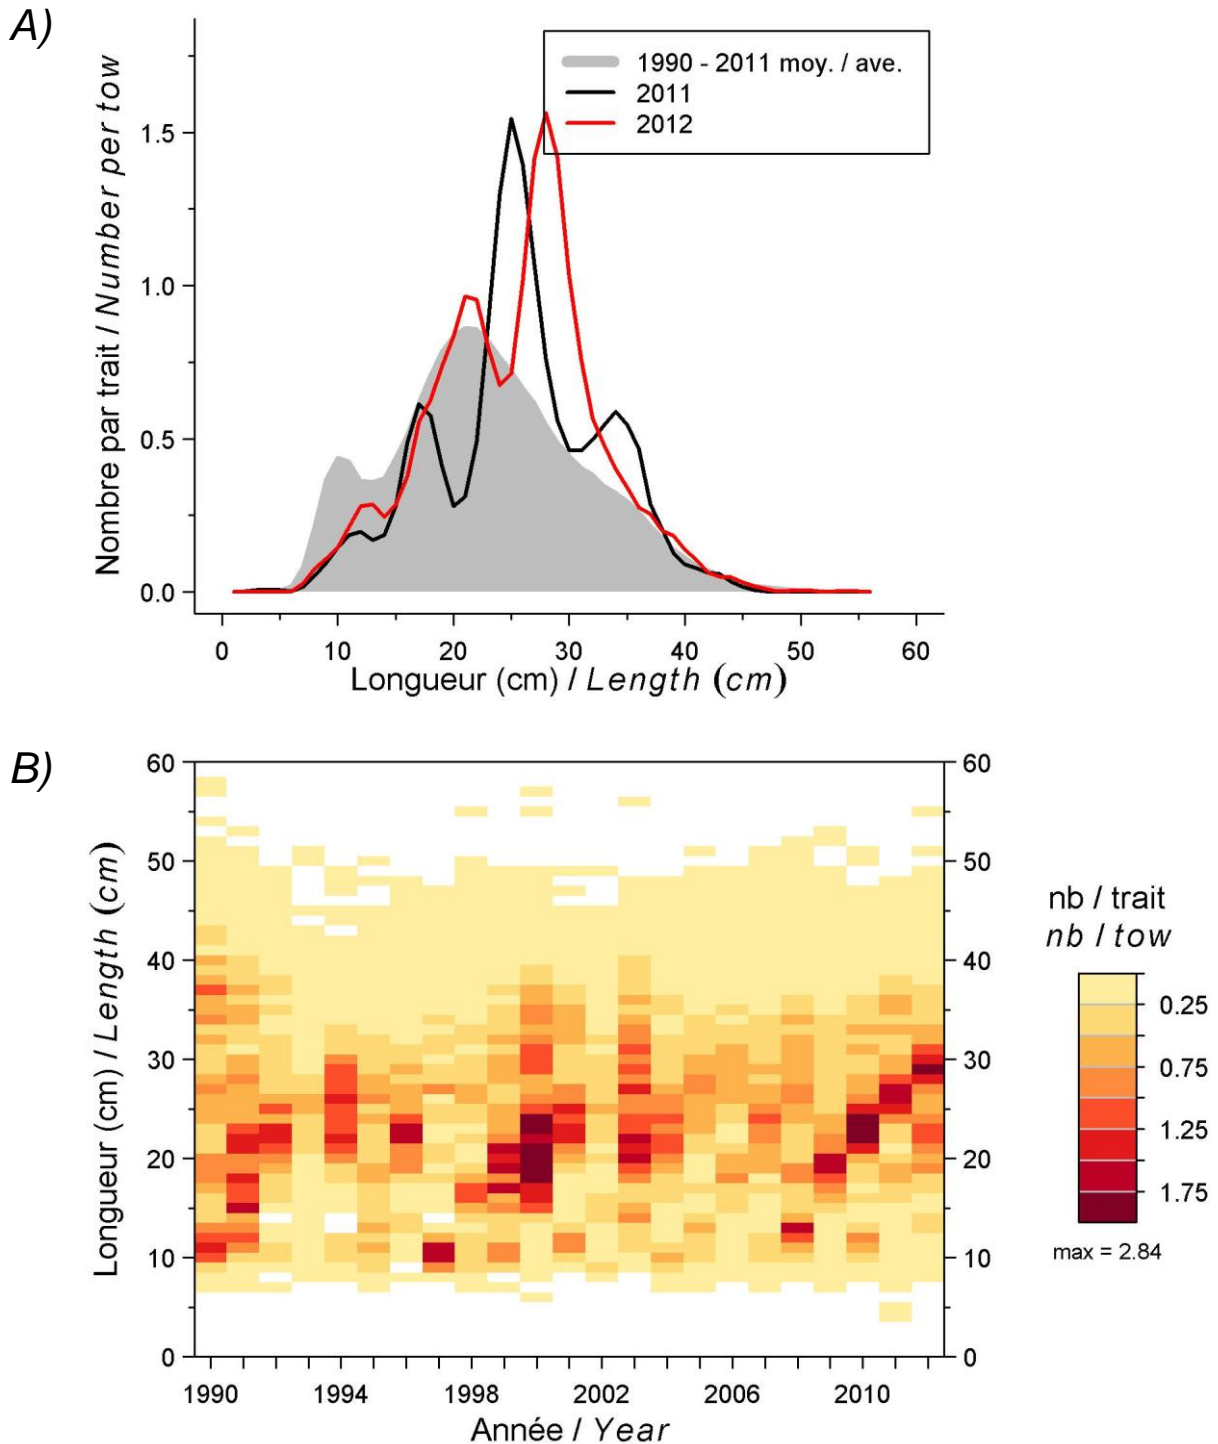 A)
Nombre par trait / Number per tow
1990 - 2011 moy. / ave.
2011
2012
1.5
1.0
0.5
0.0
0 10 20 30 40 50 60
Longueur (cm) / Length (cm)
B)
Longueur (cm) / Length (cm)
60 60
50 50
40 40
30 30
20 20
10 10
0 0
1990 1994 1998 2002 2006 2010
Année / Year
nb / trait
nb / tow
0.25
0.75
1.25
1.75
max = 2.84